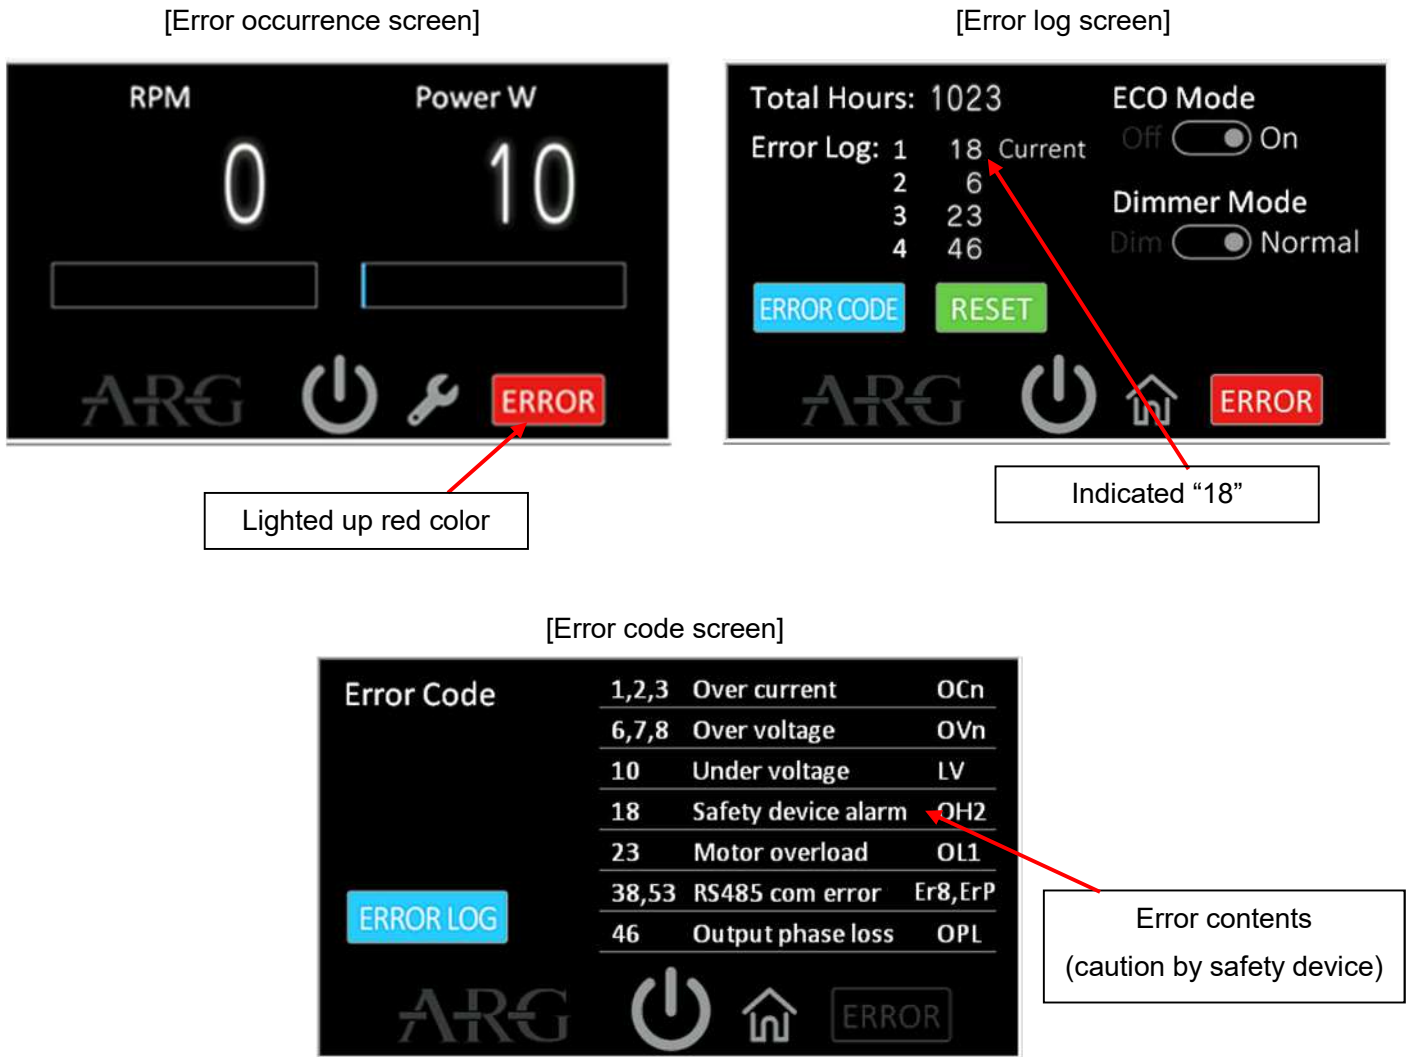 [Error occurrence screen]
RPM Power W
0 10
ARG ERROR
Lighted up red color
[Error log screen]
Total Hours: 1023 ECO Mode
Off On
Error Log: 1 18 Current
2 6
3 23
4 46
Dimmer Mode
Dim Normal
ERROR CODE RESET
ARG ERROR
Indicated “18”
[Error code screen]
Error Code
1,2,3 Over current OCn
6,7,8 Over voltage OVn
10 Under voltage LV
18 Safety device alarm OH2
23 Motor overload OL1
38,53 RS485 com error Er8,ErP
46 Output phase loss OPL
ERROR LOG
ARG ERROR
Error contents
(caution by safety device)